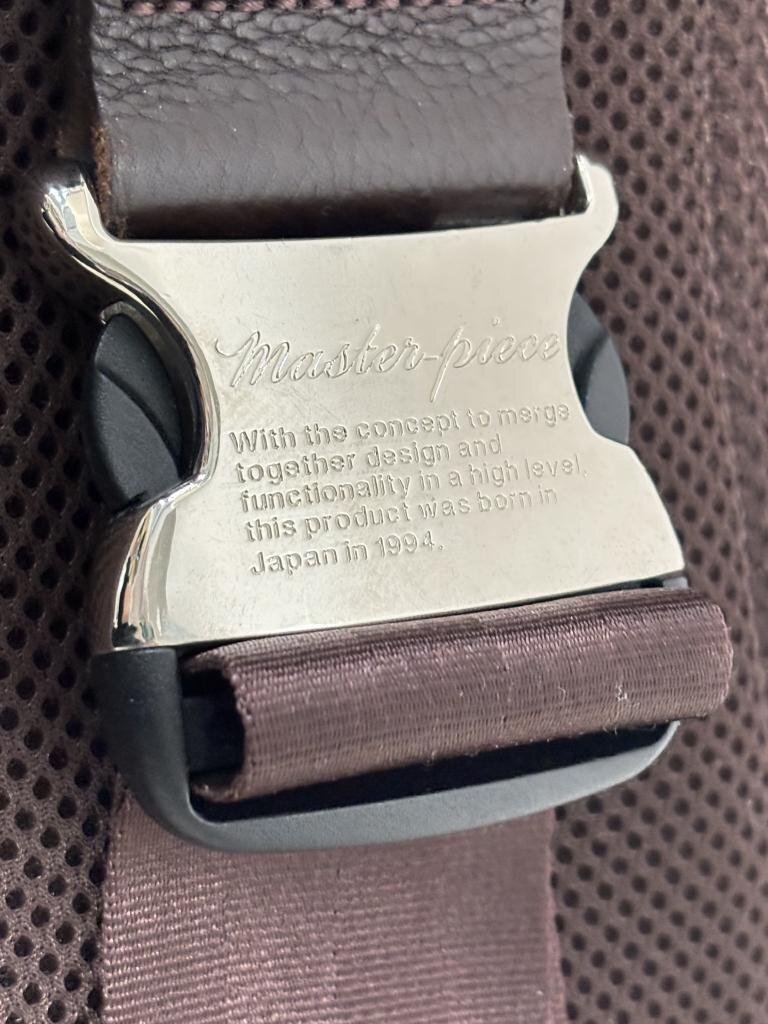 Master-piece
With the concept to merge
together design and
functionality in a high level,
this product was born in
Japan in 1994.